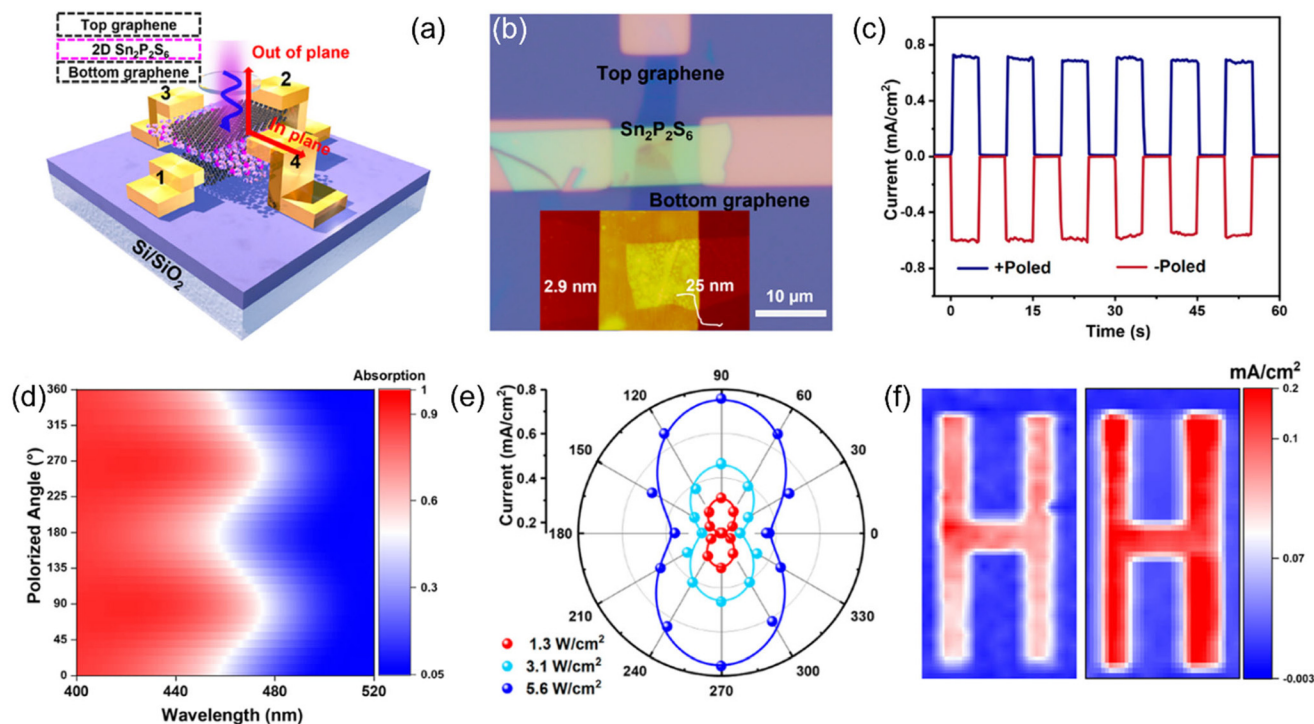 (a)
Top graphene
2D Sn₂P₂S₆
Bottom graphene
Out of plane
In plane
1
2
3
4
Si/SiO₂
(b)
Top graphene
Sn₂P₂S₆
Bottom graphene
2.9 nm
25 nm
10 μm
(c)
Current (mA/cm²)
0.8
0.4
0.0
-0.4
-0.8
+Poled
-Poled
0
15
30
45
60
Time (s)
(d)
Absorption
Polorized Angle (°)
360
315
270
225
180
135
90
45
0
1
0.9
0.6
0.3
0.05
400
440
480
520
Wavelength (nm)
(e)
Current (mA/cm²)
0.8
0.6
0.4
0.2
90
60
30
0
330
300
270
240
210
180
150
120
1.3 W/cm²
3.1 W/cm²
5.6 W/cm²
(f)
mA/cm²
0.2
0.1
0.07
-0.003
H
H